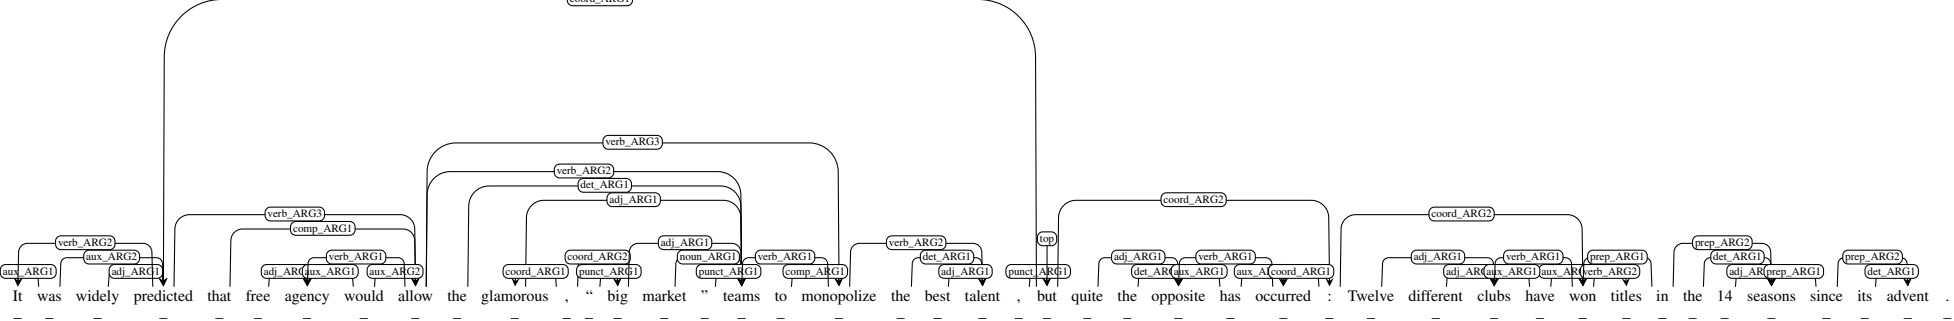 coord_ARG1
verb_ARG3
verb_ARG2
det_ARG1
adj_ARG1 coord_ARG2
verb_ARG3 coord_ARG2
comp_ARG1
verb_ARG2 coord_ARG2 adj_ARG1 verb_ARG2 top prep_ARG2
aux_ARG2 verb_ARG1 noun_ARG1 verb_ARG1 det_ARG1 adj_ARG1 verb_ARG1 adj_ARG1 verb_ARG1 prep_ARG1 det_ARG1 prep_ARG2
aux_ARG1 adj_ARG1 aux_ARG1 aux_ARG2 coord_ARG1 punct_ARG1 punct_ARG1 comp_ARG1 adj_ARG1 punct_ARG1 aux_ARG1 coord_ARG1 aux_ARG1 verb_ARG2 prep_ARG1 det_ARG1
It was widely predicted that free agency would allow the glamorous , “ big market ” teams to monopolize the best talent , but quite the opposite has occurred : Twelve different clubs have won titles in the 14 seasons since its advent .